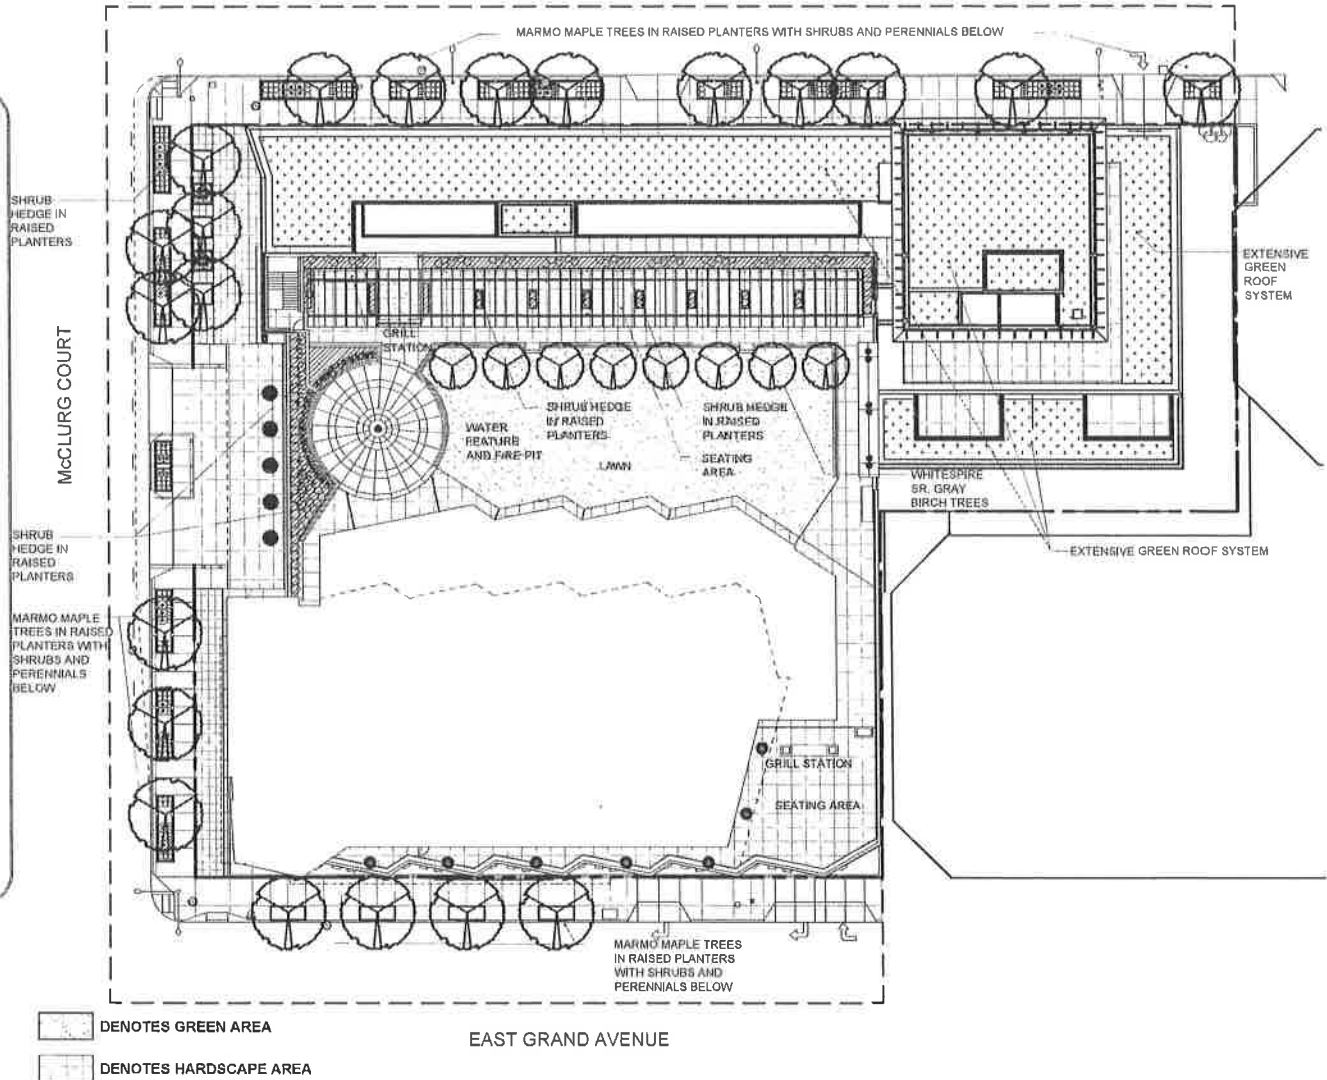 MARMO MAPLE TREES IN RAISED PLANTERS WITH SHRUBS AND PERENNIALS BELOW
SHRUB
HEDGE IN
RAISED
PLANTERS
EXTENSIVE
GREEN
ROOF
SYSTEM
McCLURG COURT
GRILL
STATION
SHRUB HEDGE
IN RAISED
PLANTERS
SHRUB HEDGE
IN RAISED
PLANTERS
WATER
FEATURE
AND FIRE PIT
LAWN
SEATING
AREA
WHITESPIRE
SR. GRAY
BIRCH TREES
SHRUB
HEDGE IN
RAISED
PLANTERS
EXTENSIVE GREEN ROOF SYSTEM
MARMO MAPLE
TREES IN RAISED
PLANTERS WITH
SHRUBS AND
PERENNIALS
BELOW
GRILL STATION
SEATING AREA
MARMO MAPLE TREES
IN RAISED PLANTERS
WITH SHRUBS AND
PERENNIALS BELOW
DENOTES GREEN AREA
EAST GRAND AVENUE
DENOTES HARDSCAPE AREA